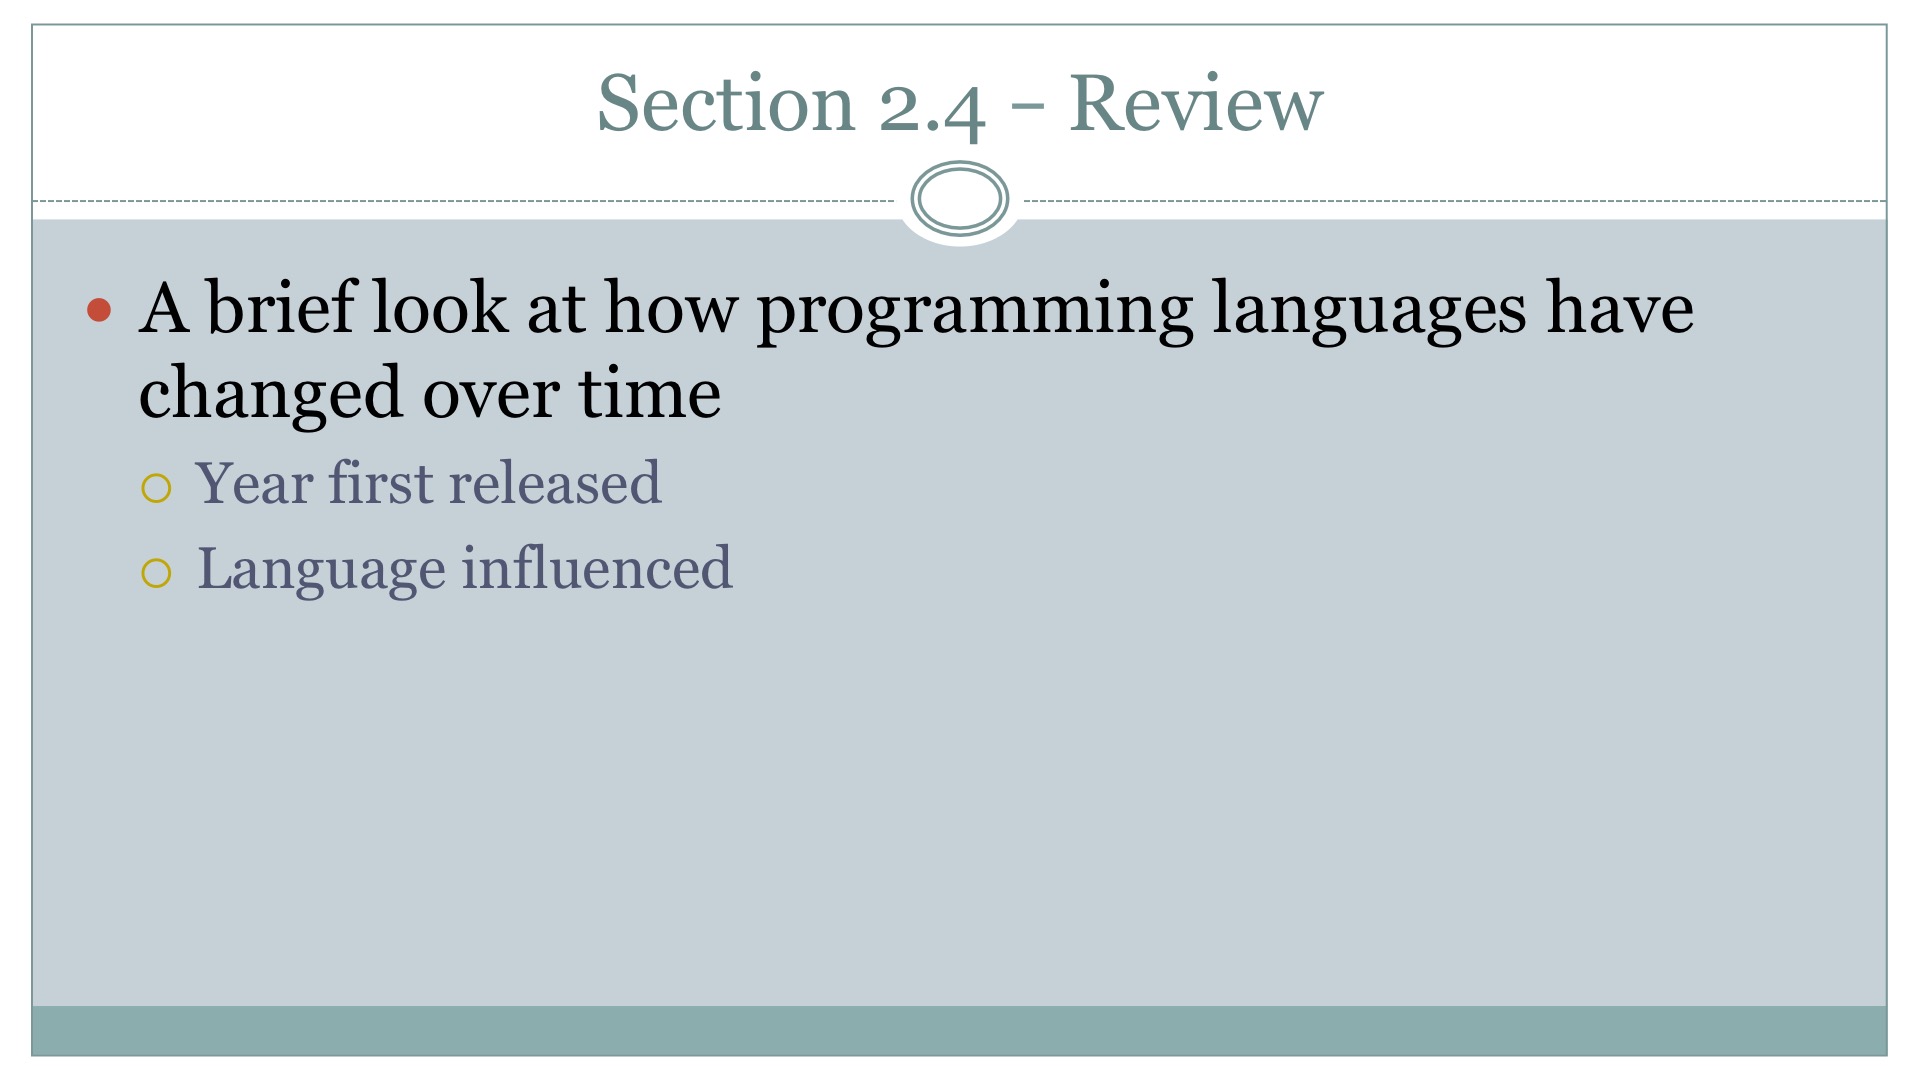 Section 2.4 – Review
• A brief look at how programming languages have
changed over time
○ Year first released
○ Language influenced